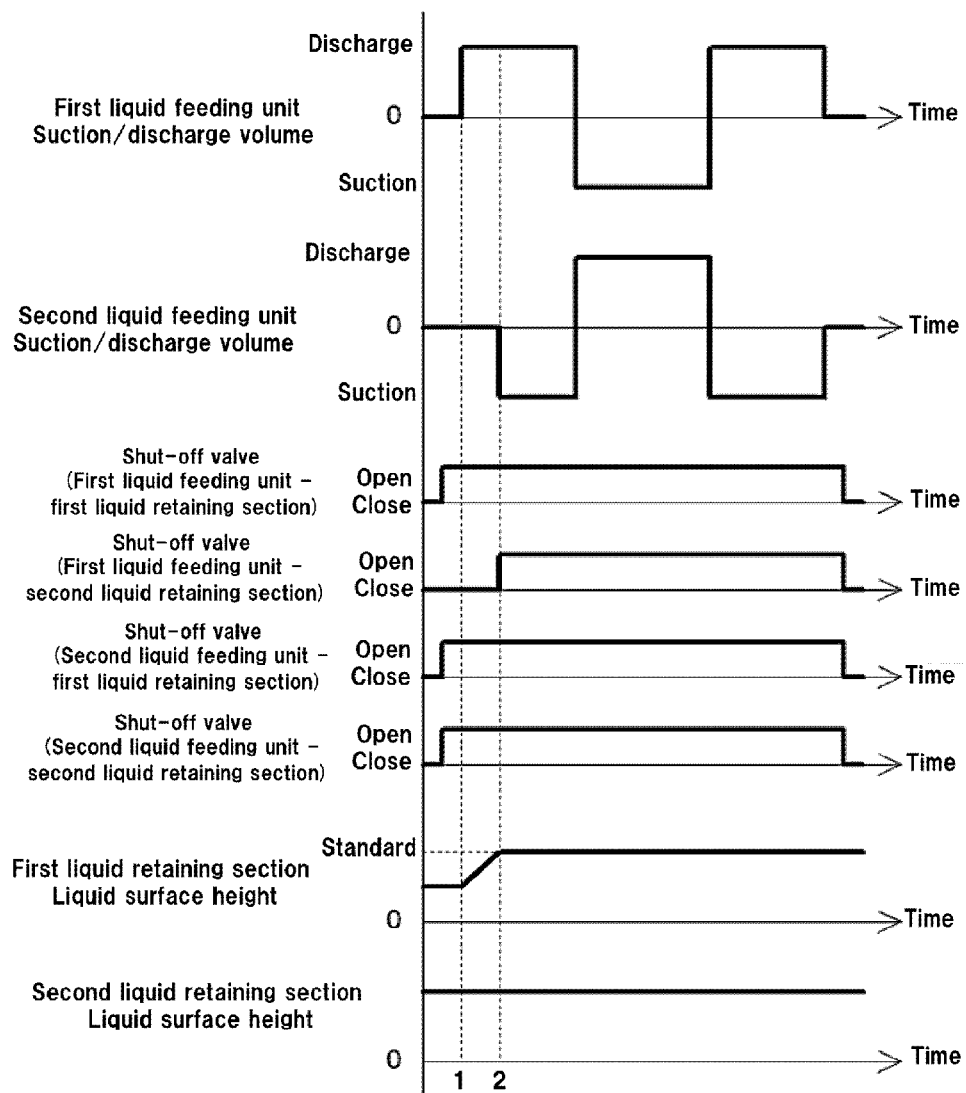 Discharge
First liquid feeding unit
Suction/discharge volume
0
Time
Suction
Discharge
Second liquid feeding unit
Suction/discharge volume
0
Time
Suction
Shut-off valve
(First liquid feeding unit -
first liquid retaining section)
Open
Close
Time
Shut-off valve
(First liquid feeding unit -
second liquid retaining section)
Open
Close
Time
Shut-off valve
(Second liquid feeding unit -
first liquid retaining section)
Open
Close
Time
Shut-off valve
(Second liquid feeding unit -
second liquid retaining section)
Open
Close
Time
Standard
First liquid retaining section
Liquid surface height
0
Time
Second liquid retaining section
Liquid surface height
0
Time
1 2